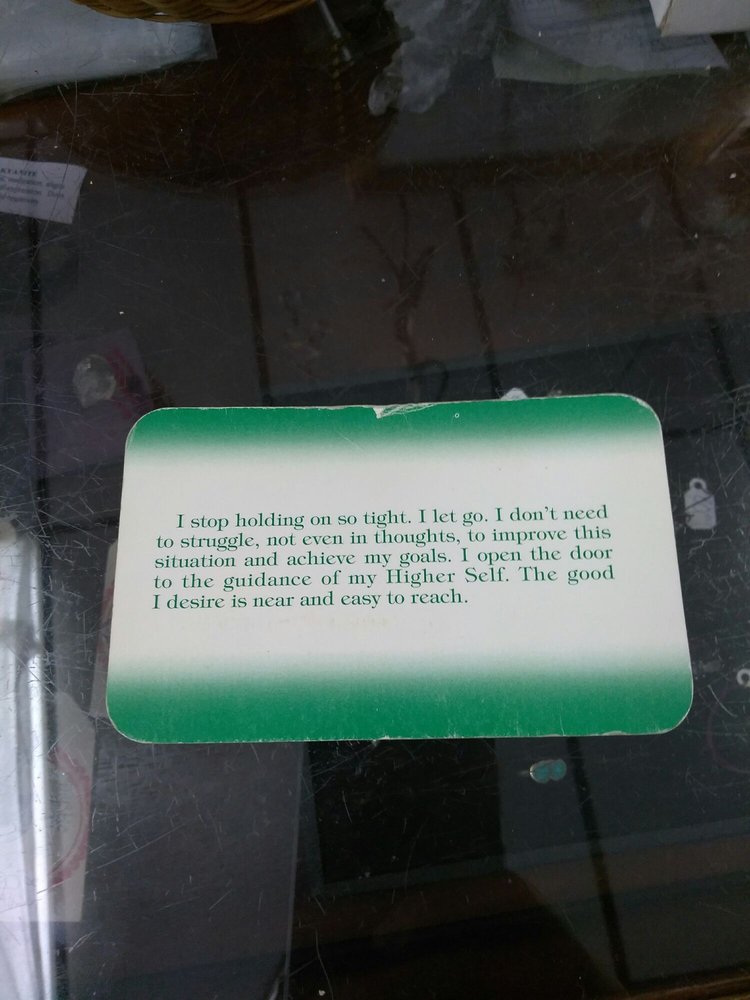 KYANITE
I stop holding on so tight. I let go. I don't need
to struggle, not even in thoughts, to improve this
situation and achieve my goals. I open the door
to the guidance of my Higher Self. The good
I desire is near and easy to reach.